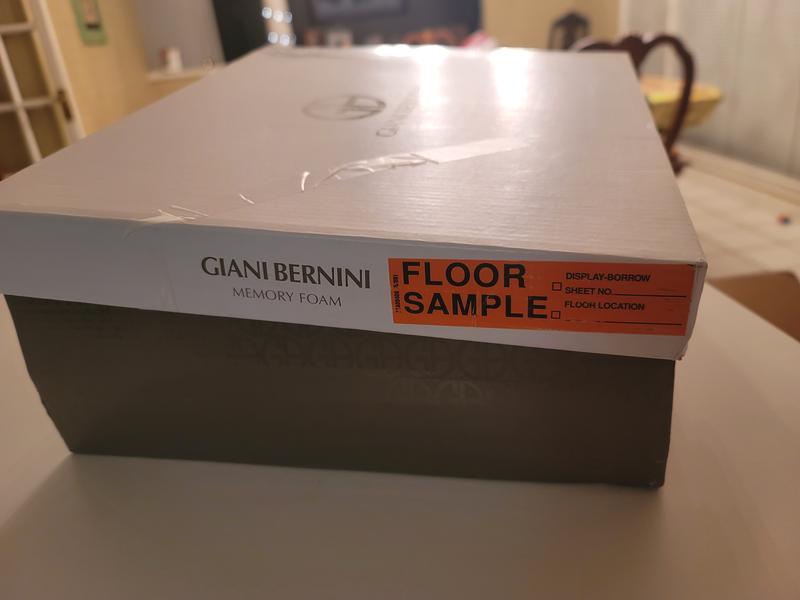 GIANI BERNINI
MEMORY FOAM
FLOOR
SAMPLE
DISPLAY-BORROW
SHEET NO.
FLOOR LOCATION